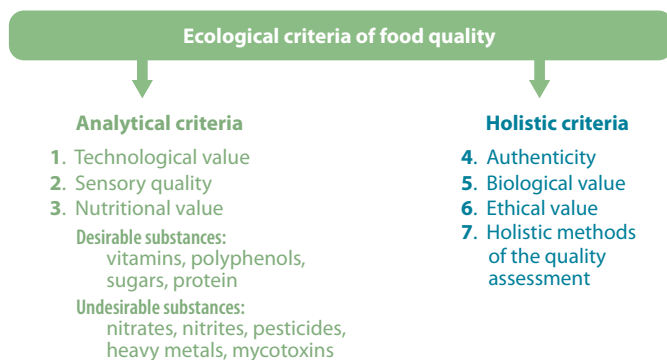 Ecological criteria of food quality
Analytical criteria
1. Technological value
2. Sensory quality
3. Nutritional value
Desirable substances:
vitamins, polyphenols,
sugars, protein
Undesirable substances:
nitrates, nitrites, pesticides,
heavy metals, mycotoxins
Holistic criteria
4. Authenticity
5. Biological value
6. Ethical value
7. Holistic methods
of the quality
assessment